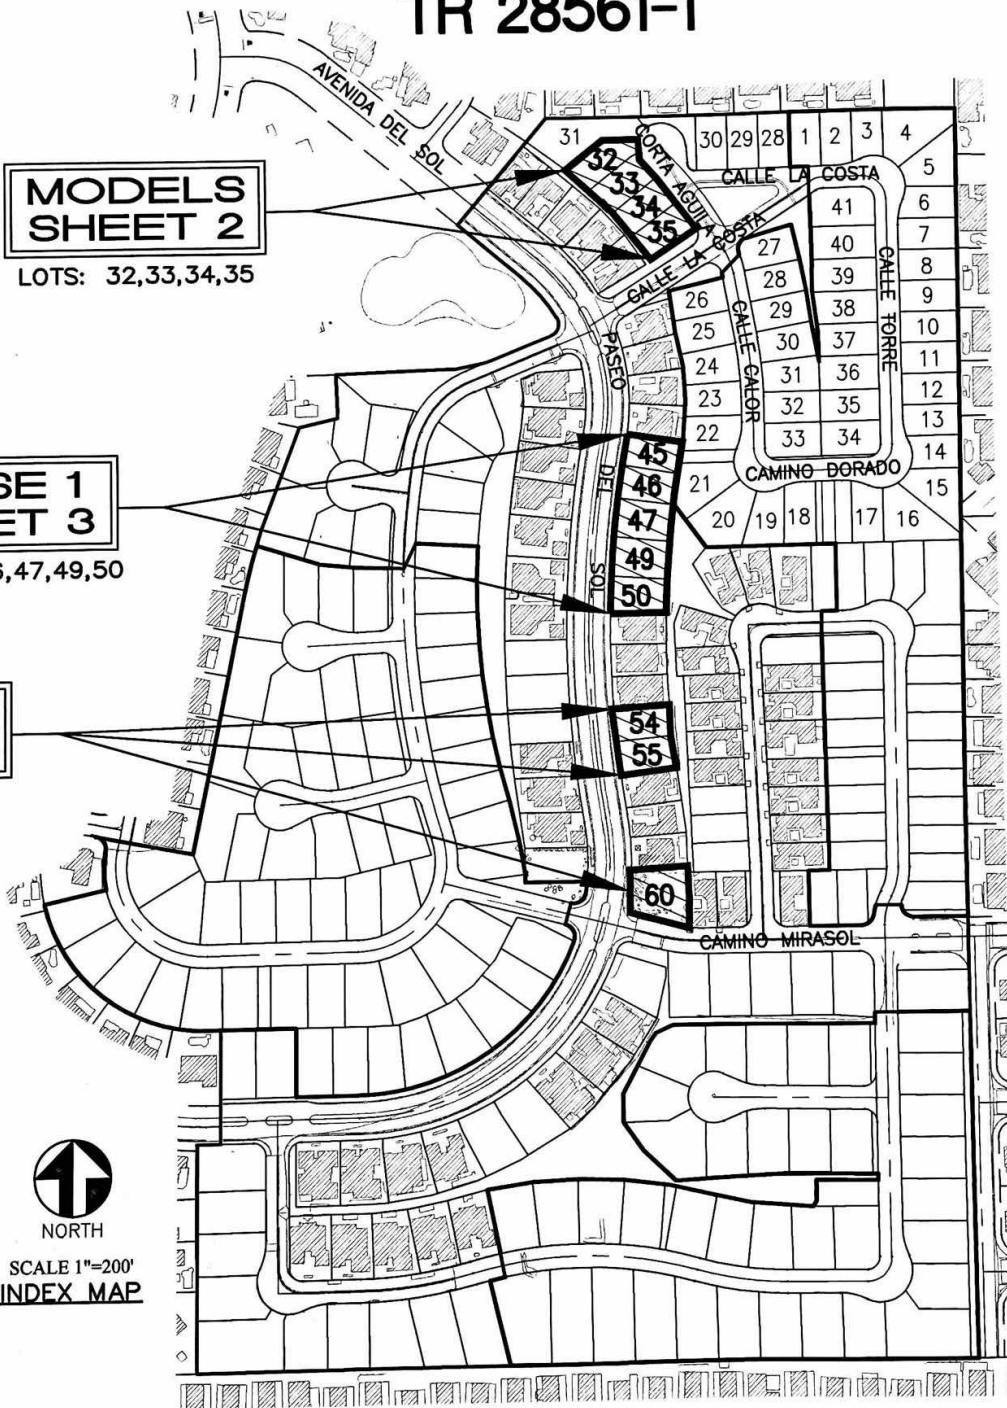 TR 28561-1
AVENIDA DEL SOL
MODELS
SHEET 2
LOTS: 32,33,34,35
31
32
33
34
35
CORTA AGUILA
30 29 28 1 2 3 4
CALLE LA COSTA
5
6
7
8
9
10
11
12
13
14
15
41
40
39
38
37
36
35
34
CALLE TORRE
27
28
29
30
31
32
33
CALLE LA COSTA
CALLE CALOR
26
25
24
23
22
21
20 19 18 17 16
CAMINO DORADO
PASEO DEL SOL
SE 1
ET 3
6,47,49,50
45
46
47
49
50
54
55
60
CAMINO MIRASOL
NORTH
SCALE 1"=200'
INDEX MAP